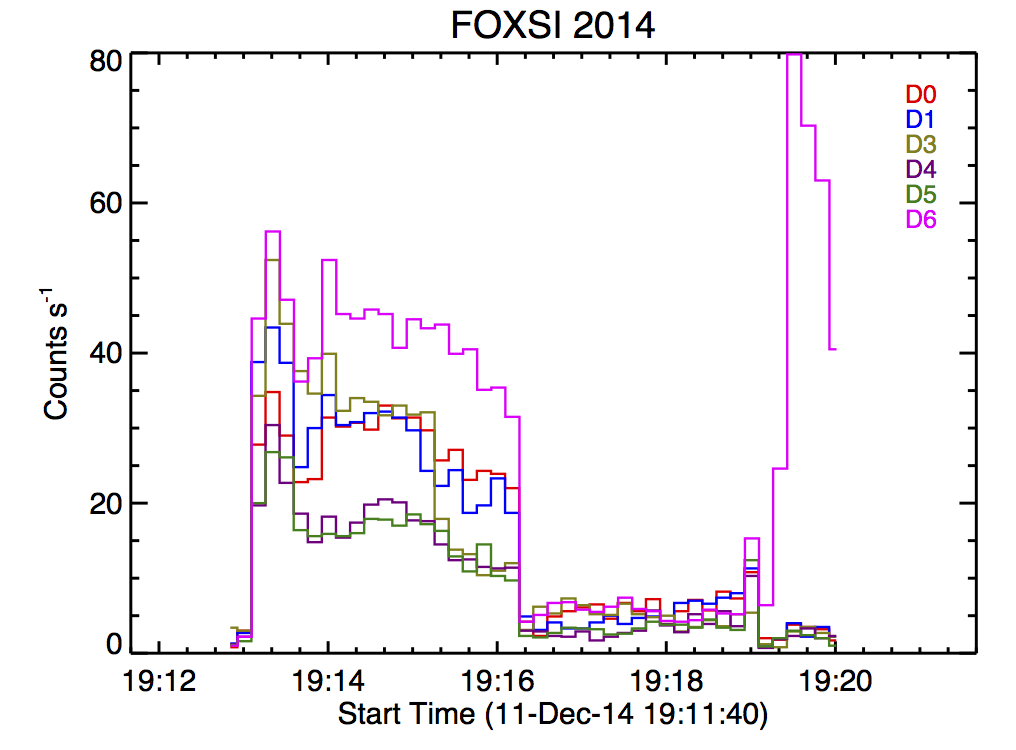 FOXSI 2014
80
60
40
20
0
Counts s⁻¹
D0
D1
D3
D4
D5
D6
19:12 19:14 19:16 19:18 19:20
Start Time (11-Dec-14 19:11:40)